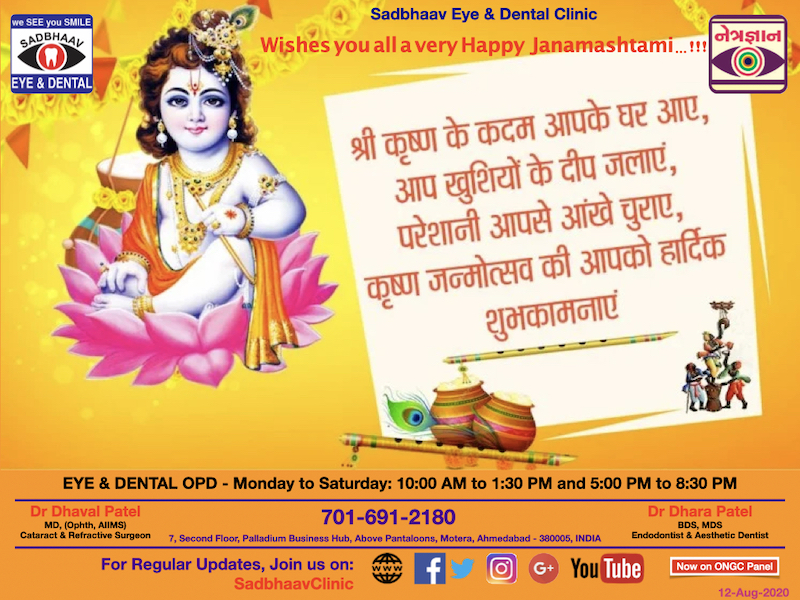 we SEE you SMILE
SADBHAAV
EYE & DENTAL
Sadbhaav Eye & Dental Clinic
Wishes you all a very Happy Janamashtami...!!!
નેત્રજ્ઞાન
श्री कृष्ण के कदम आपके घर आए,
आप खुशियों के दीप जलाएं,
परेशानी आपसे आंखे चुराए,
कृष्ण जन्मोत्सव की आपको हार्दिक
शुभकामनाएं
EYE & DENTAL OPD - Monday to Saturday: 10:00 AM to 1:30 PM and 5:00 PM to 8:30 PM
Dr Dhaval Patel
MD, (Ophth, AIIMS)
Cataract & Refractive Surgeon
701-691-2180
7, Second Floor, Palladium Business Hub, Above Pantaloons, Motera, Ahmedabad - 380005, INDIA
Dr Dhara Patel
BDS, MDS
Endodontist & Aesthetic Dentist
For Regular Updates, Join us on:
SadbhaavClinic
WWW
f
G+
YouTube
Now on ONGC Panel
12-Aug-2020